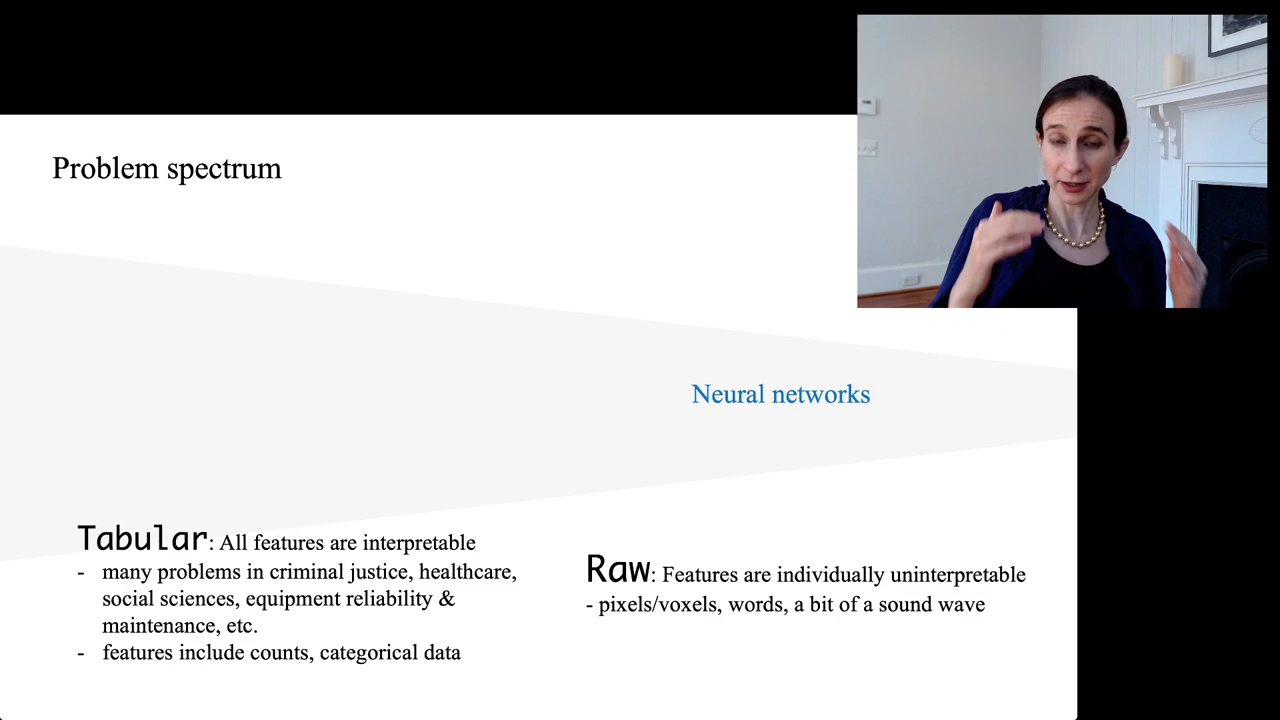 Problem spectrum
Neural networks
Tabular: All features are interpretable
- many problems in criminal justice, healthcare,
social sciences, equipment reliability &
maintenance, etc.
- features include counts, categorical data
Raw: Features are individually uninterpretable
- pixels/voxels, words, a bit of a sound wave